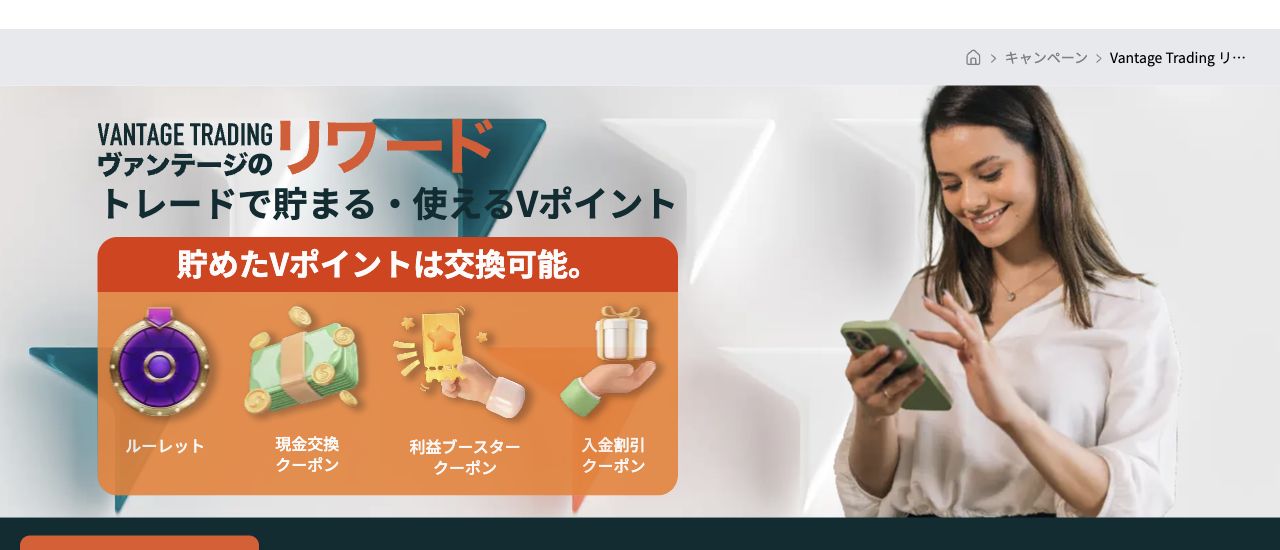 キャンペーン
Vantage Trading リ…
VANTAGE TRADING
ヴァンテージの
リワード
トレードで貯まる・使えるVポイント
貯めたVポイントは交換可能。
ルーレット
現金交換
クーポン
利益ブースター
クーポン
入金割引
クーポン